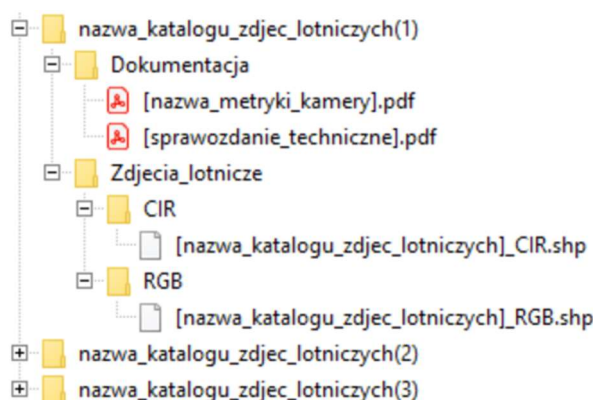 nazwa_katalogu_zdjec_lotniczych(1)
Dokumentacja
[nazwa_metryki_kamery].pdf
[sprawozdanie_techniczne].pdf
Zdjecia_lotnicze
CIR
[nazwa_katalogu_zdjec_lotniczych]_CIR.shp
RGB
[nazwa_katalogu_zdjec_lotniczych]_RGB.shp
nazwa_katalogu_zdjec_lotniczych(2)
nazwa_katalogu_zdjec_lotniczych(3)